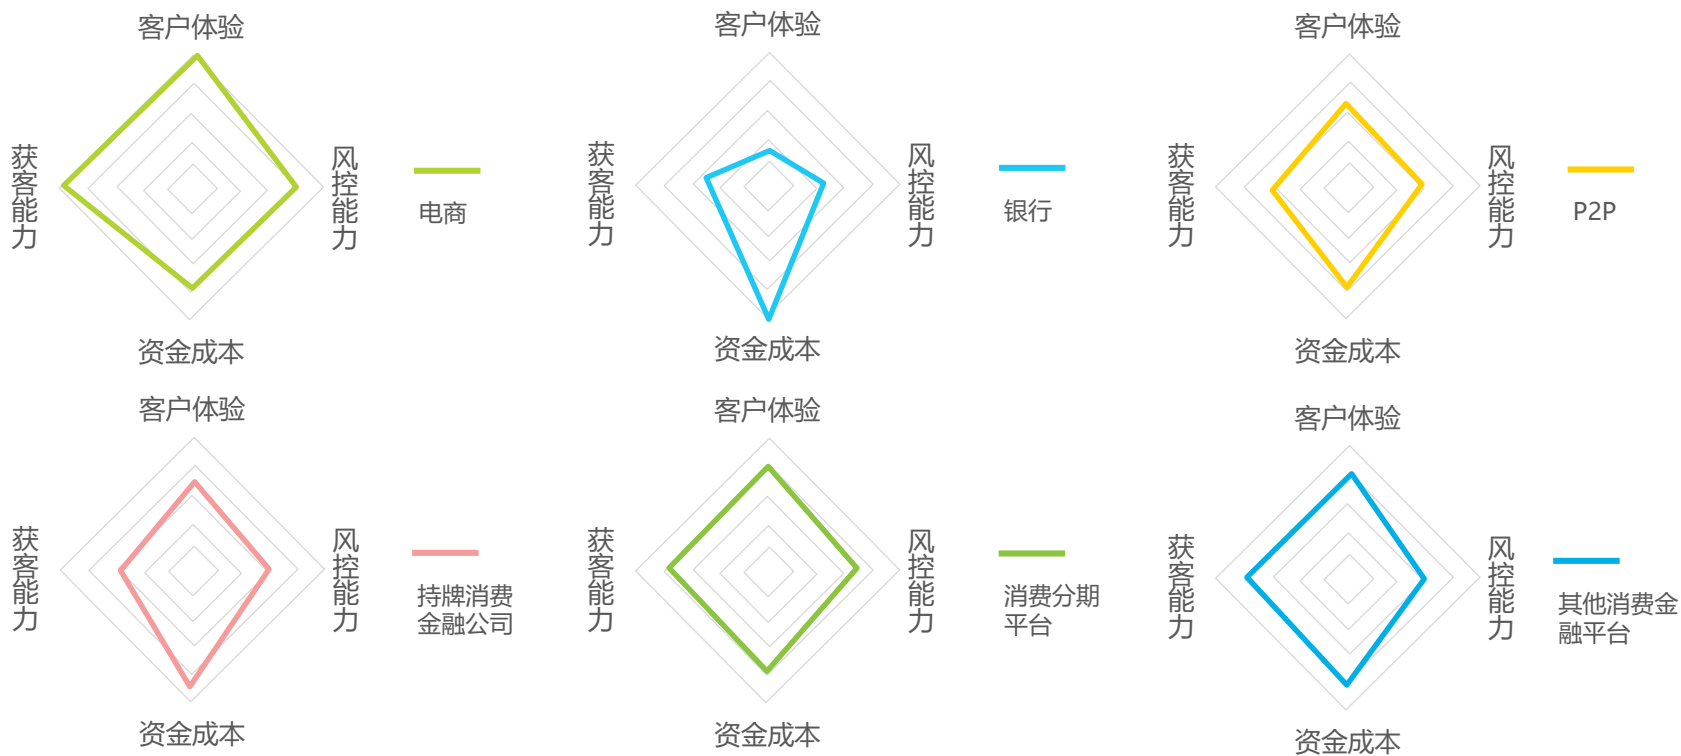 客户体验
获客能力
风控能力
电商
资金成本
客户体验
获客能力
风控能力
银行
资金成本
客户体验
获客能力
风控能力
P2P
资金成本
客户体验
获客能力
风控能力
持牌消费
金融公司
资金成本
客户体验
获客能力
风控能力
消费分期
平台
资金成本
客户体验
获客能力
风控能力
其他消费金
融平台
资金成本